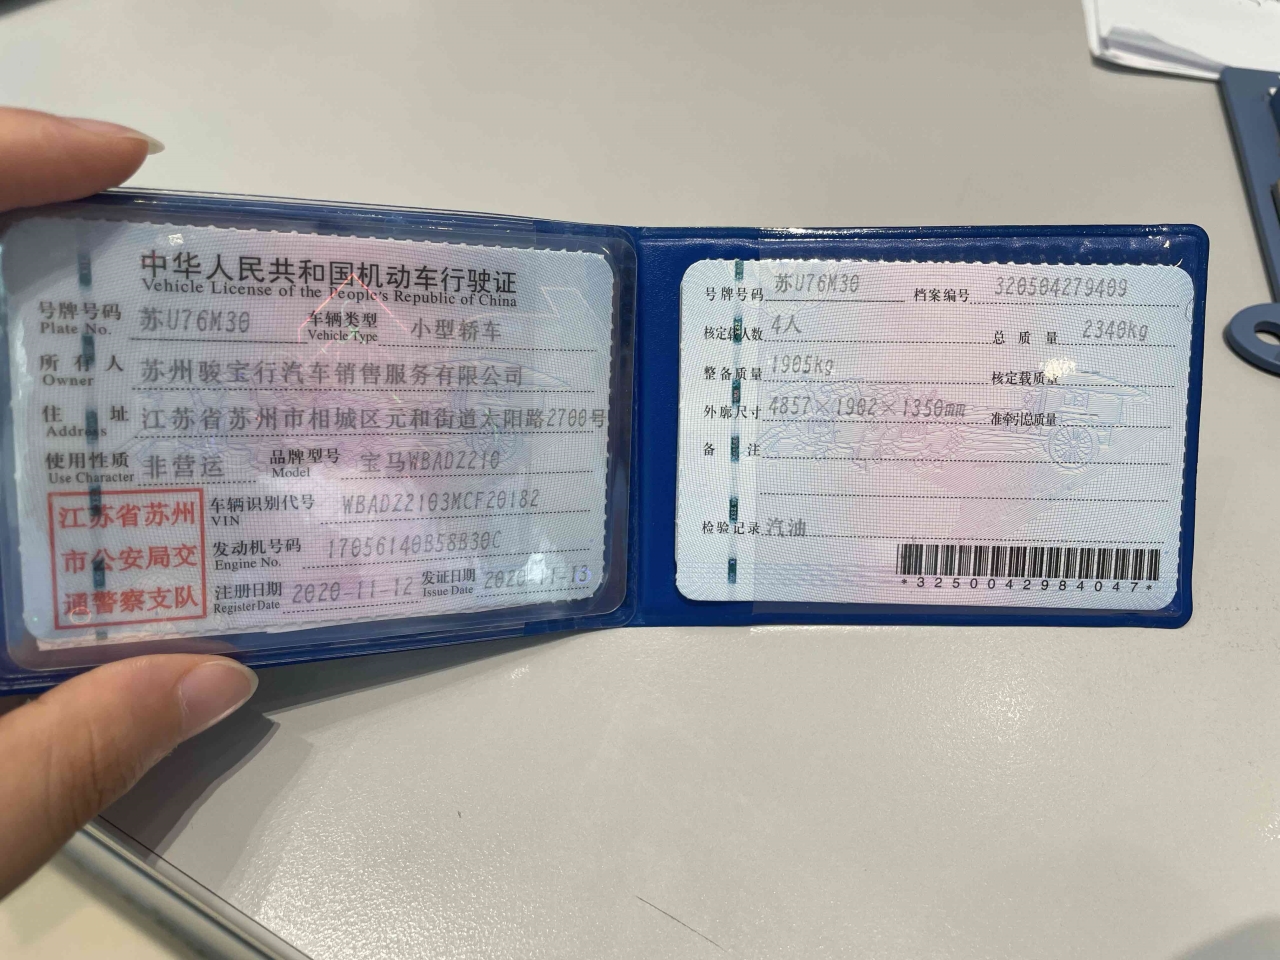 中华人民共和国机动车行驶证
Vehicle License of the People's Republic of China
号牌号码 苏U76M30 车辆类型 小型轿车
Plate No. Vehicle Type
所有人 苏州骏宝行汽车销售服务有限公司
Owner
住址 江苏省苏州市相城区元和街道太阳路2700号
Address
使用性质 非营运 品牌型号 宝马WBADZ210
Use Character Model
江苏省苏州
市公安局交
通警察支队
车辆识别代号 WBADZ2103MCF20182
VIN
发动机号码 17056140B58B30C
Engine No.
注册日期 2020-11-12 发证日期 2020-11-13
Register Date Issue Date
号牌号码 苏U76M30 档案编号 320504279409
核定载人数 4人 总质量 2340kg
整备质量 1905kg 核定载质量
外廓尺寸 4857×1902×1350mm 准牵引总质量 --
备注
检验记录 汽油
*3250042984047*